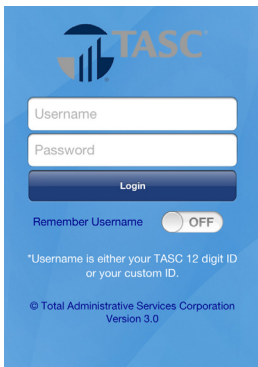 TASC
Username
Password
Login
Remember Username OFF
*Username is either your TASC 12 digit ID
or your custom ID.
© Total Administrative Services Corporation
Version 3.0